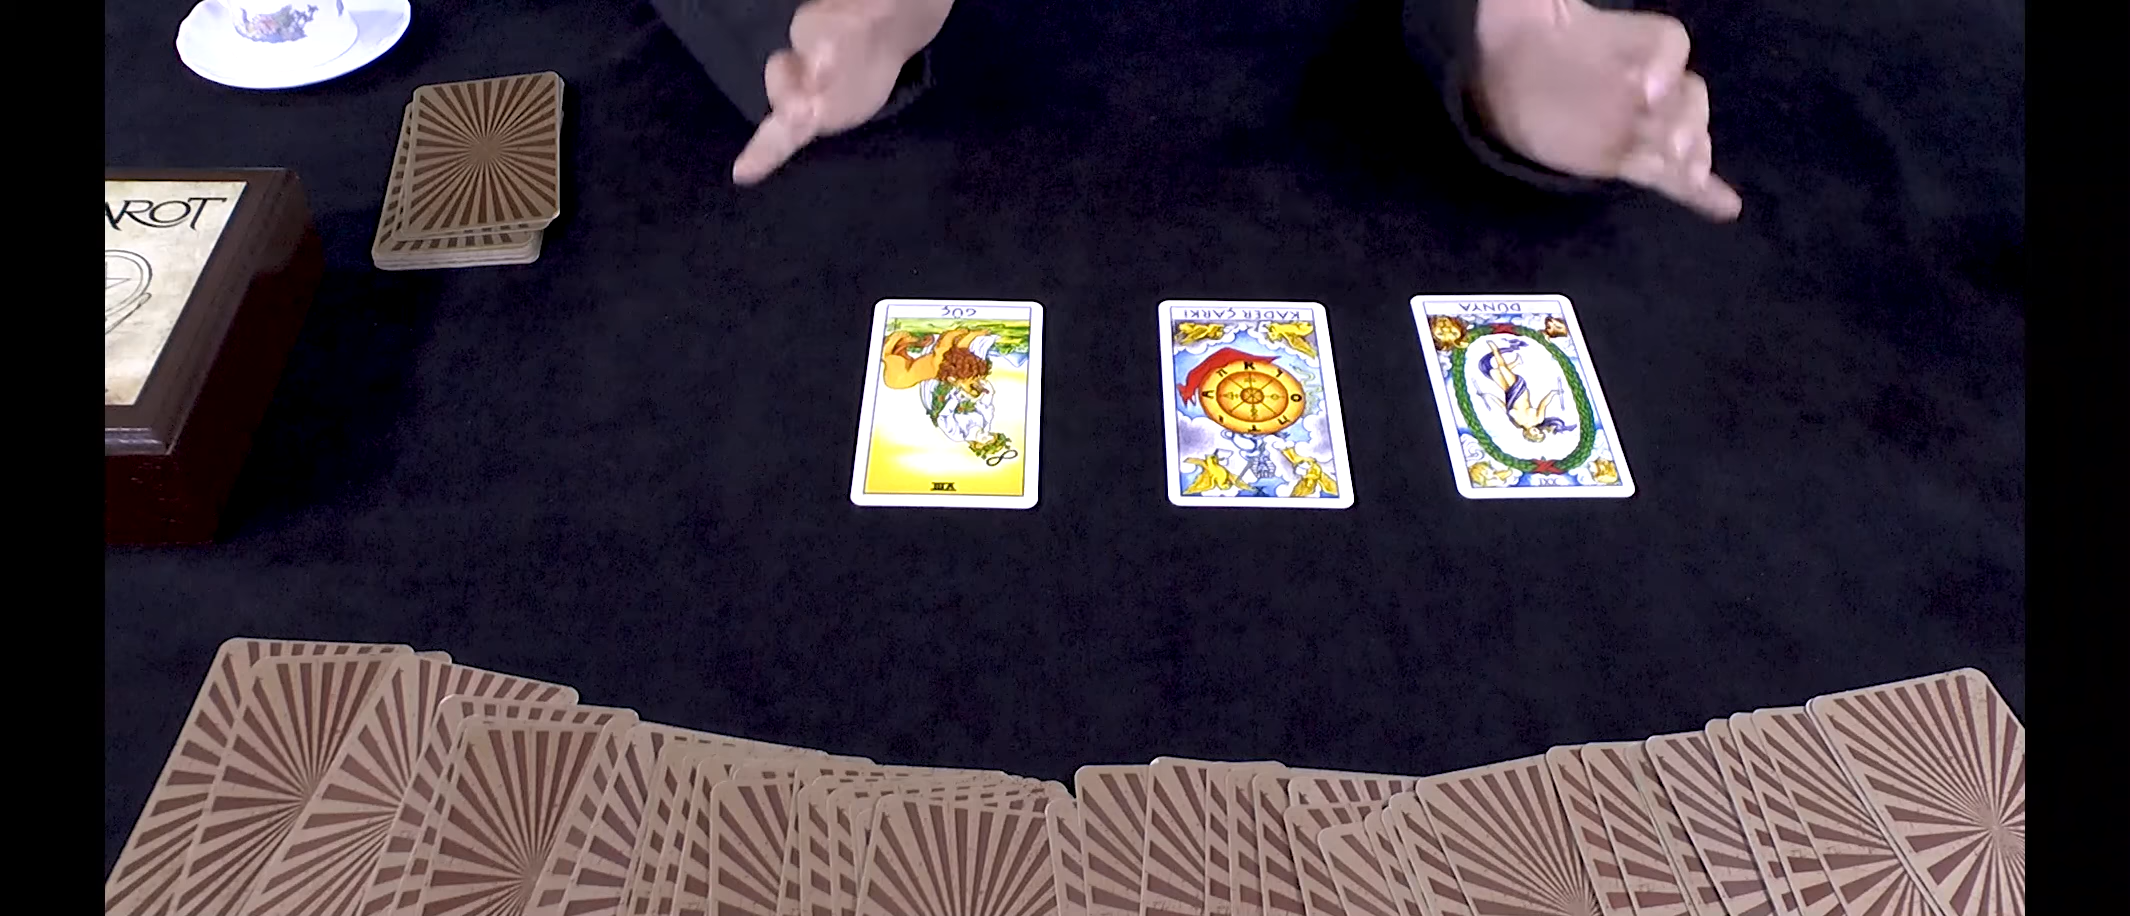 AROT
GÜÇ
VIII
KADER ÇARKI
X
DÜNYA
XXI